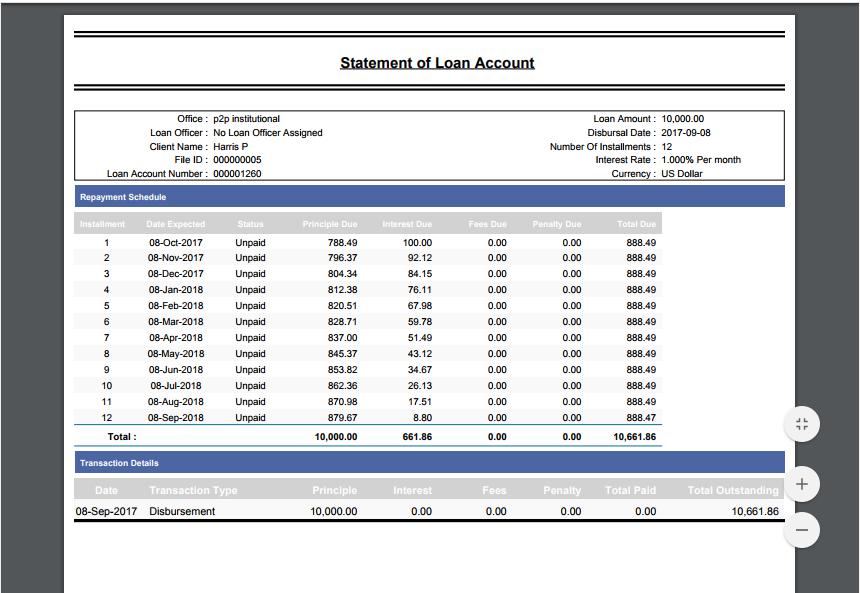 Statement of Loan Account
Office : p2p institutional Loan Amount : 10,000.00
Loan Officer : No Loan Officer Assigned Disbursal Date : 2017-09-08
Client Name : Harris P Number Of Installments : 12
File ID : 000000005 Interest Rate : 1.000% Per month
Loan Account Number : 000001260 Currency : US Dollar
Repayment Schedule
Installment Date Expected Status Principle Due Interest Due Fees Due Penalty Due Total Due
1 08-Oct-2017 Unpaid 788.49 100.00 0.00 0.00 888.49
2 08-Nov-2017 Unpaid 796.37 92.12 0.00 0.00 888.49
3 08-Dec-2017 Unpaid 804.34 84.15 0.00 0.00 888.49
4 08-Jan-2018 Unpaid 812.38 76.11 0.00 0.00 888.49
5 08-Feb-2018 Unpaid 820.51 67.98 0.00 0.00 888.49
6 08-Mar-2018 Unpaid 828.71 59.78 0.00 0.00 888.49
7 08-Apr-2018 Unpaid 837.00 51.49 0.00 0.00 888.49
8 08-May-2018 Unpaid 845.37 43.12 0.00 0.00 888.49
9 08-Jun-2018 Unpaid 853.82 34.67 0.00 0.00 888.49
10 08-Jul-2018 Unpaid 862.36 26.13 0.00 0.00 888.49
11 08-Aug-2018 Unpaid 870.98 17.51 0.00 0.00 888.49
12 08-Sep-2018 Unpaid 879.67 8.80 0.00 0.00 888.47
Total : 10,000.00 661.86 0.00 0.00 10,661.86
Transaction Details
Date Transaction Type Principle Interest Fees Penalty Total Paid Total Outstanding
08-Sep-2017 Disbursement 10,000.00 0.00 0.00 0.00 0.00 10,661.86